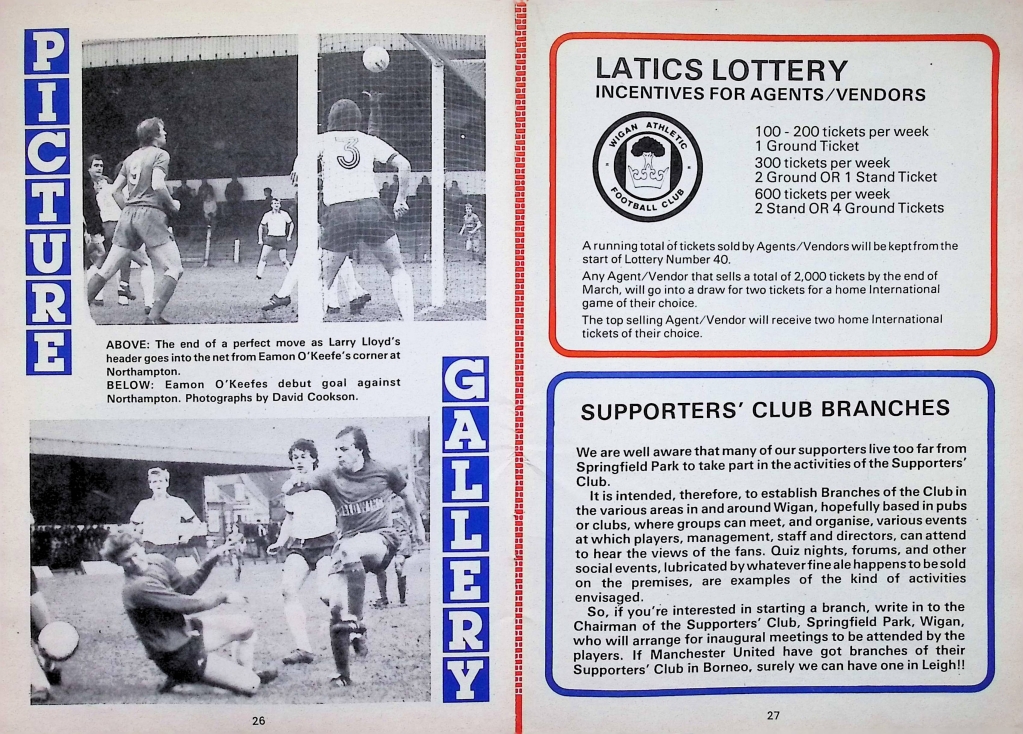 PICTURE
3
ABOVE: The end of a perfect move as Larry Lloyd's
header goes into the net from Eamon O'Keefe's corner at
Northampton.
BELOW: Eamon O'Keefes debut goal against
Northampton. Photographs by David Cookson.
GALLERY
26
LATICS LOTTERY
INCENTIVES FOR AGENTS/VENDORS
WIGAN ATHLETIC
FOOTBALL CLUB
100 - 200 tickets per week
1 Ground Ticket
300 tickets per week
2 Ground OR 1 Stand Ticket
600 tickets per week
2 Stand OR 4 Ground Tickets
A running total of tickets sold by Agents/Vendors will be kept from the
start of Lottery Number 40.
Any Agent/Vendor that sells a total of 2,000 tickets by the end of
March, will go into a draw for two tickets for a home International
game of their choice.
The top selling Agent/Vendor will receive two home International
tickets of their choice.
SUPPORTERS' CLUB BRANCHES
We are well aware that many of our supporters live too far from
Springfield Park to take part in the activities of the Supporters'
Club.
It is intended, therefore, to establish Branches of the Club in
the various areas in and around Wigan, hopefully based in pubs
or clubs, where groups can meet, and organise, various events
at which players, management, staff and directors, can attend
to hear the views of the fans. Quiz nights, forums, and other
social events, lubricated by whatever fine ale happens to be sold
on the premises, are examples of the kind of activities
envisaged.
So, if you're interested in starting a branch, write in to the
Chairman of the Supporters' Club, Springfield Park, Wigan,
who will arrange for inaugural meetings to be attended by the
players. If Manchester United have got branches of their
Supporters' Club in Borneo, surely we can have one in Leigh!!
27